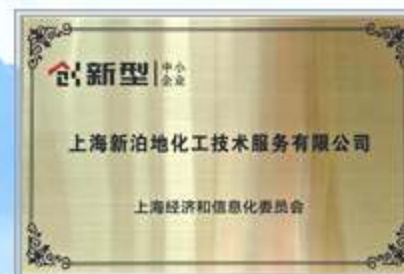 创新型 中小企业
上海新泊地化工技术服务有限公司
上海经济和信息化委员会